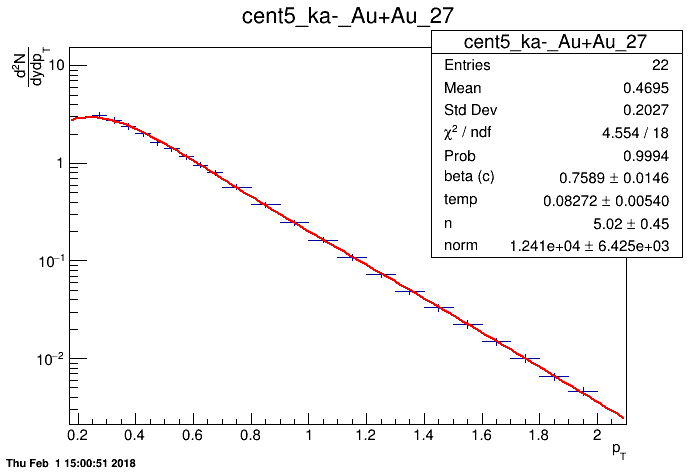 cent5_ka-_Au+Au_27
d²N
dydp_T
cent5_ka-_Au+Au_27
Entries 22
Mean 0.4695
Std Dev 0.2027
χ² / ndf 4.554 / 18
Prob 0.9994
beta (c) 0.7589 ± 0.0146
temp 0.08272 ± 0.00540
n 5.02 ± 0.45
norm 1.241e+04 ± 6.425e+03
10
1
10⁻¹
10⁻²
0.2 0.4 0.6 0.8 1 1.2 1.4 1.6 1.8 2
p_T
Thu Feb 1 15:00:51 2018